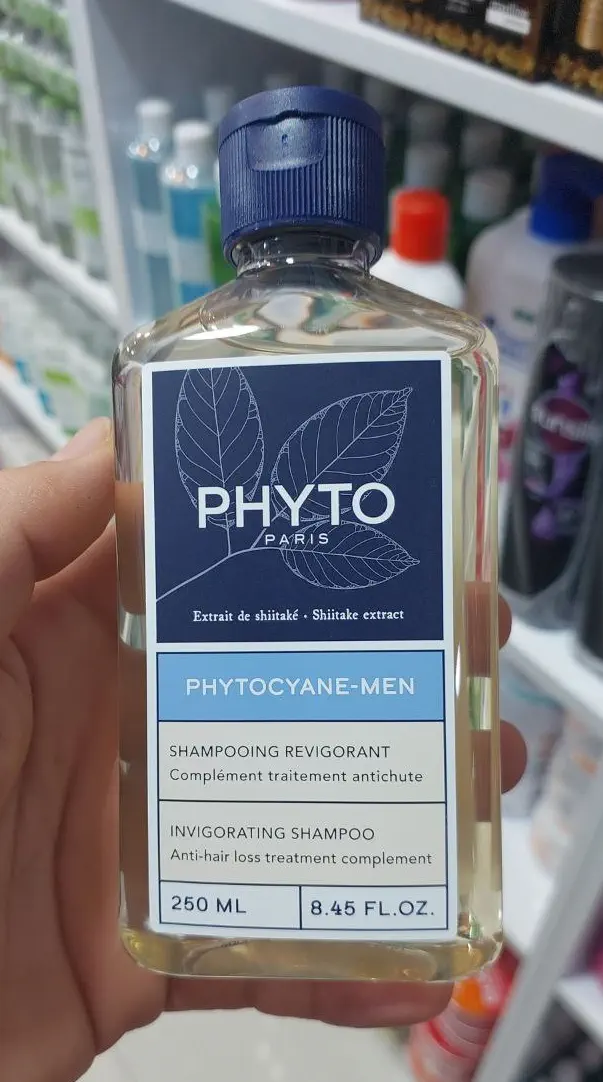 PHYTO
PARIS
Extrait de shiitaké • Shiitake extract
PHYTOCYANE-MEN
SHAMPOOING REVIGORANT
Complément traitement antichute
INVIGORATING SHAMPOO
Anti-hair loss treatment complement
250 ML
8.45 FL.OZ.